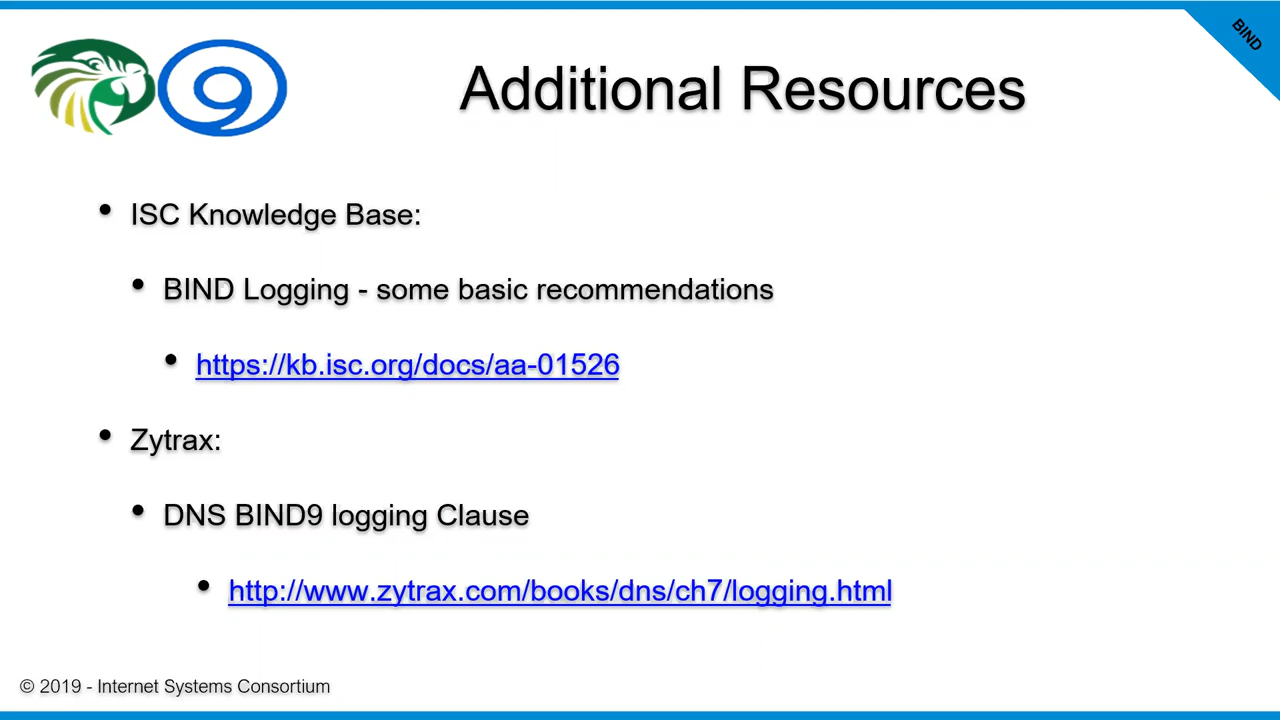 BIND
9
Additional Resources
• ISC Knowledge Base:
• BIND Logging - some basic recommendations
• https://kb.isc.org/docs/aa-01526
• Zytrax:
• DNS BIND9 logging Clause
• http://www.zytrax.com/books/dns/ch7/logging.html
© 2019 - Internet Systems Consortium